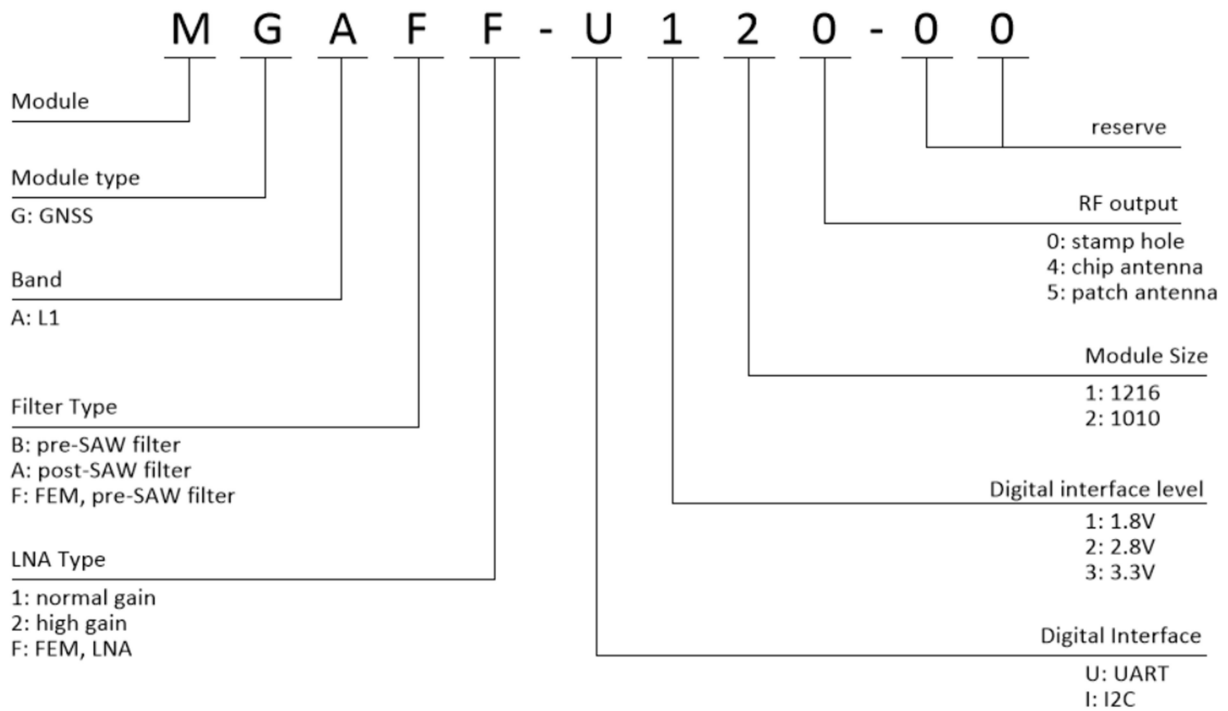 M G A F F - U 1 2 0 - 0 0
Module
Module type
G: GNSS
Band
A: L1
Filter Type
B: pre-SAW filter
A: post-SAW filter
F: FEM, pre-SAW filter
LNA Type
1: normal gain
2: high gain
F: FEM, LNA
reserve
RF output
0: stamp hole
4: chip antenna
5: patch antenna
Module Size
1: 1216
2: 1010
Digital interface level
1: 1.8V
2: 2.8V
3: 3.3V
Digital Interface
U: UART
I: I2C